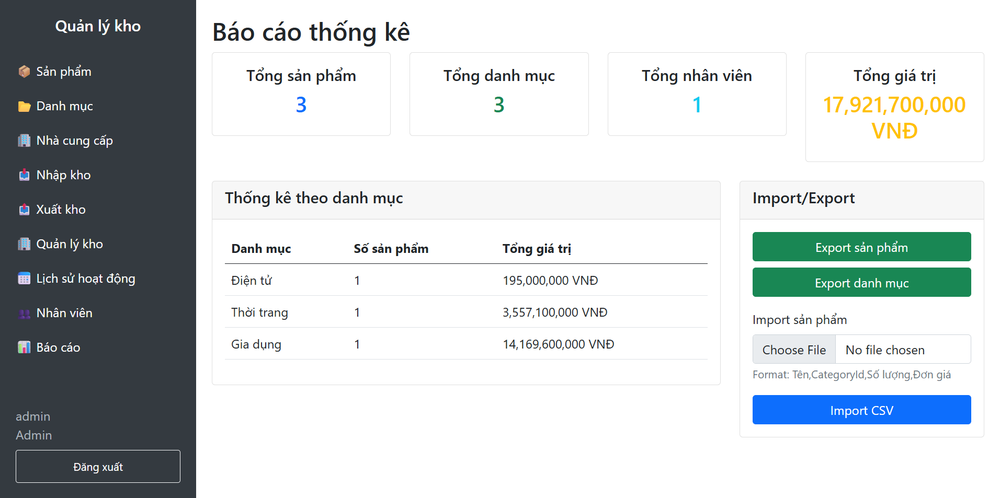 Quản lý kho
Sản phẩm
Danh mục
Nhà cung cấp
Nhập kho
Xuất kho
Quản lý kho
Lịch sử hoạt động
Nhân viên
Báo cáo
admin
Admin
Đăng xuất
Báo cáo thống kê
Tổng sản phẩm
3
Tổng danh mục
3
Tổng nhân viên
1
Tổng giá trị
17,921,700,000
VNĐ
Thống kê theo danh mục
Danh mục Số sản phẩm Tổng giá trị
Điện tử 1 195,000,000 VNĐ
Thời trang 1 3,557,100,000 VNĐ
Gia dụng 1 14,169,600,000 VNĐ
Import/Export
Export sản phẩm
Export danh mục
Import sản phẩm
Choose File No file chosen
Format: Tên,CategoryId,Số lượng,Đơn giá
Import CSV